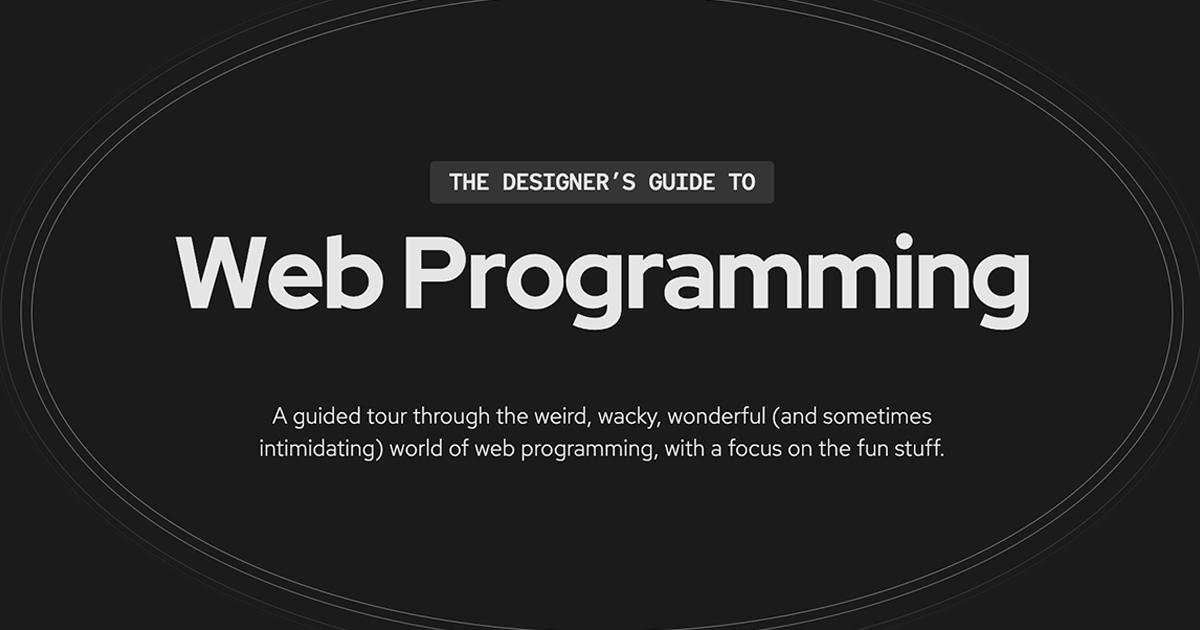 THE DESIGNER’S GUIDE TO
Web Programming
A guided tour through the weird, wacky, wonderful (and sometimes
intimidating) world of web programming, with a focus on the fun stuff.